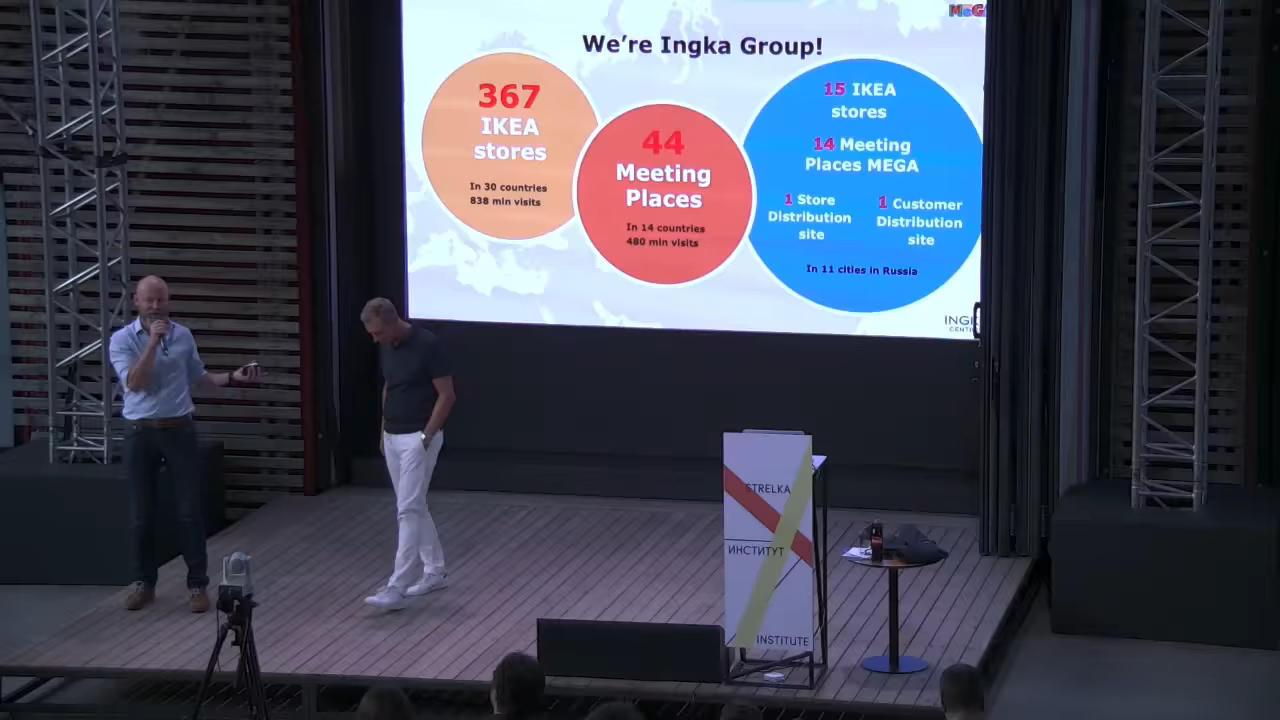 We're Ingka Group!
367
IKEA
stores
In 30 countries
838 mln visits
44
Meeting
Places
In 14 countries
480 mln visits
15 IKEA
stores
14 Meeting
Places MEGA
1 Store
Distribution
site
1 Customer
Distribution
site
In 11 cities in Russia
STRELKA
ИНСТИТУТ
INSTITUTE